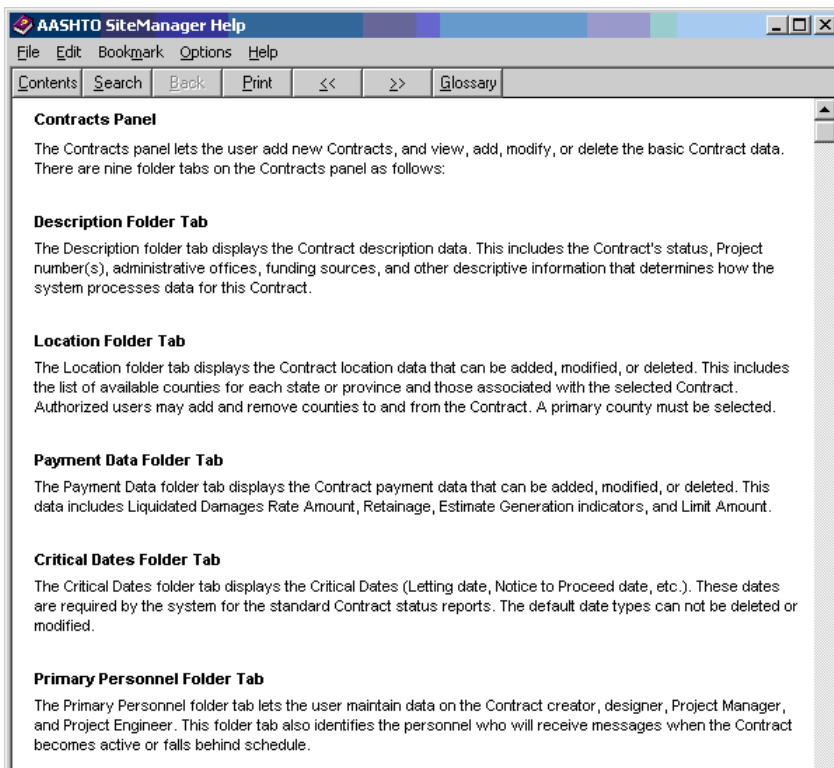 AASHTO SiteManager Help
File Edit Bookmark Options Help
Contents Search Back Print << >> Glossary
Contracts Panel
The Contracts panel lets the user add new Contracts, and view, add, modify, or delete the basic Contract data.
There are nine folder tabs on the Contracts panel as follows:
Description Folder Tab
The Description folder tab displays the Contract description data. This includes the Contract's status, Project
number(s), administrative offices, funding sources, and other descriptive information that determines how the
system processes data for this Contract.
Location Folder Tab
The Location folder tab displays the Contract location data that can be added, modified, or deleted. This includes
the list of available counties for each state or province and those associated with the selected Contract.
Authorized users may add and remove counties to and from the Contract. A primary county must be selected.
Payment Data Folder Tab
The Payment Data folder tab displays the Contract payment data that can be added, modified, or deleted. This
data includes Liquidated Damages Rate Amount, Retainage, Estimate Generation indicators, and Limit Amount.
Critical Dates Folder Tab
The Critical Dates folder tab displays the Critical Dates (Letting date, Notice to Proceed date, etc.). These dates
are required by the system for the standard Contract status reports. The default date types can not be deleted or
modified.
Primary Personnel Folder Tab
The Primary Personnel folder tab lets the user maintain data on the Contract creator, designer, Project Manager,
and Project Engineer. This folder tab also identifies the personnel who will receive messages when the Contract
becomes active or falls behind schedule.